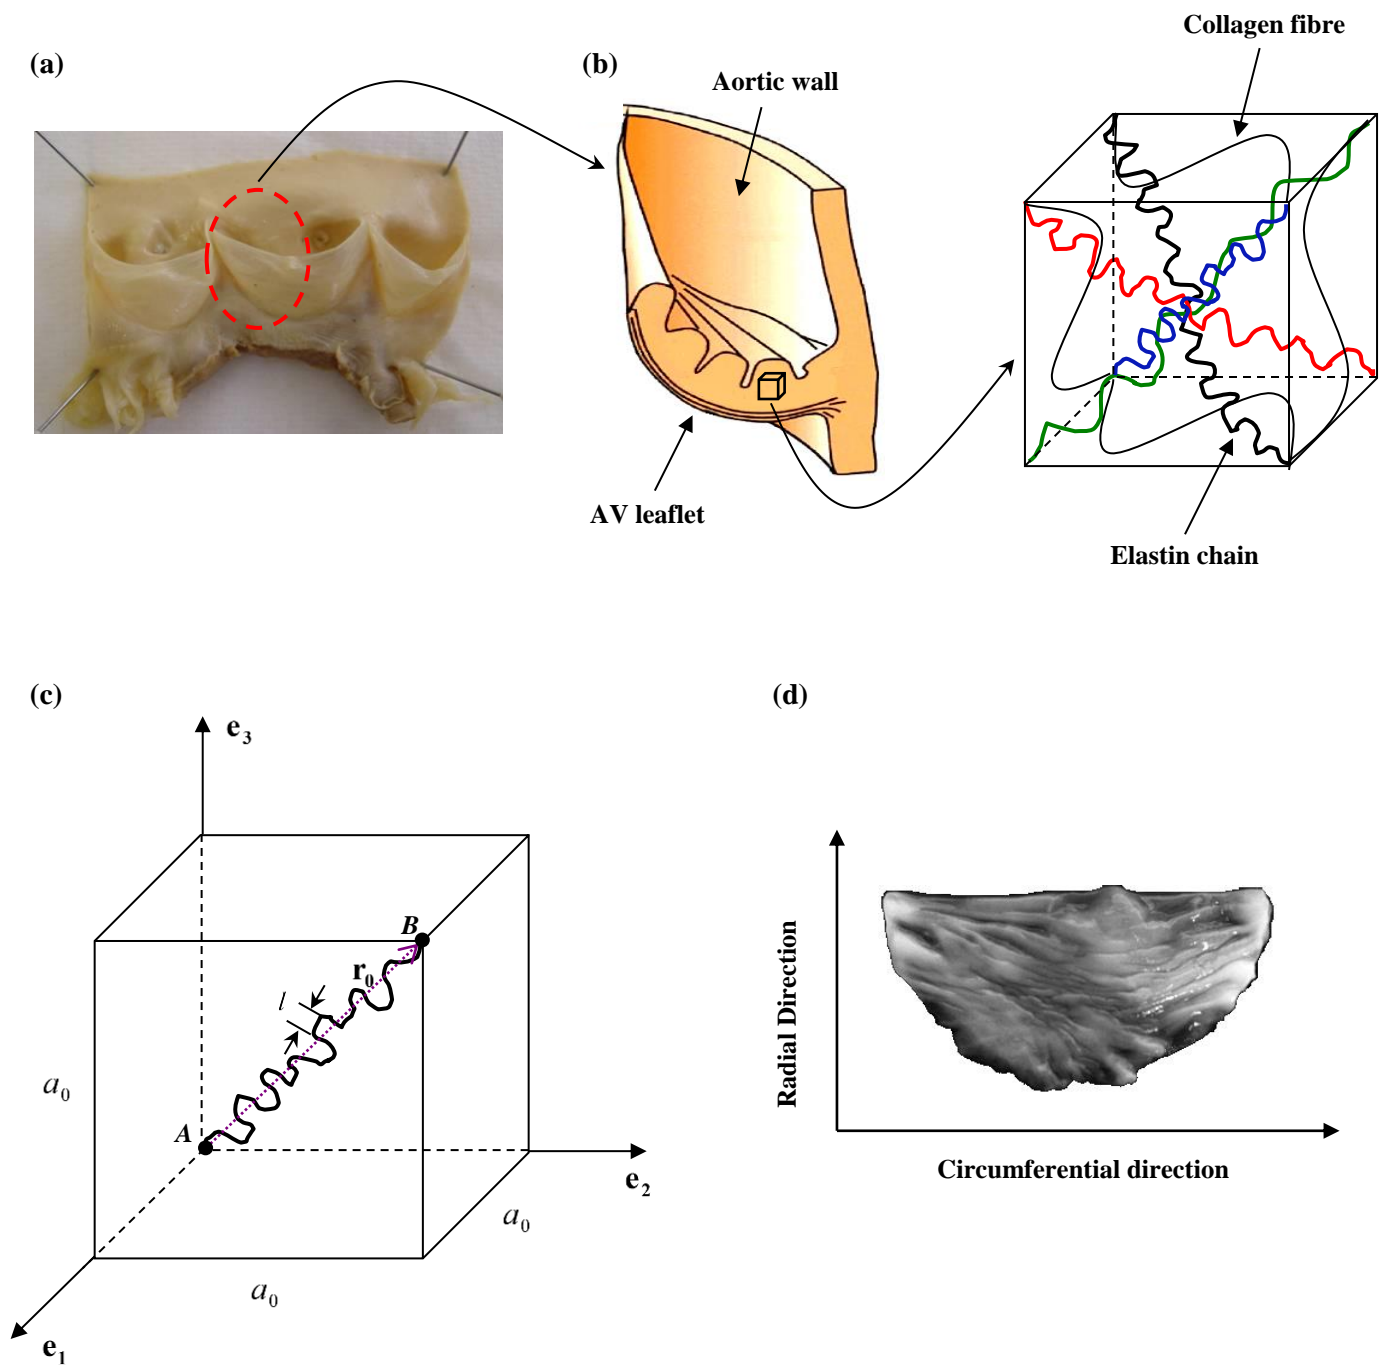 (a)
(b)
Collagen fibre
Aortic wall
AV leaflet
Elastin chain
(c)
(d)
e₃
B
r₀
l
a₀
A
e₂
a₀
a₀
e₁
Radial Direction
Circumferential direction